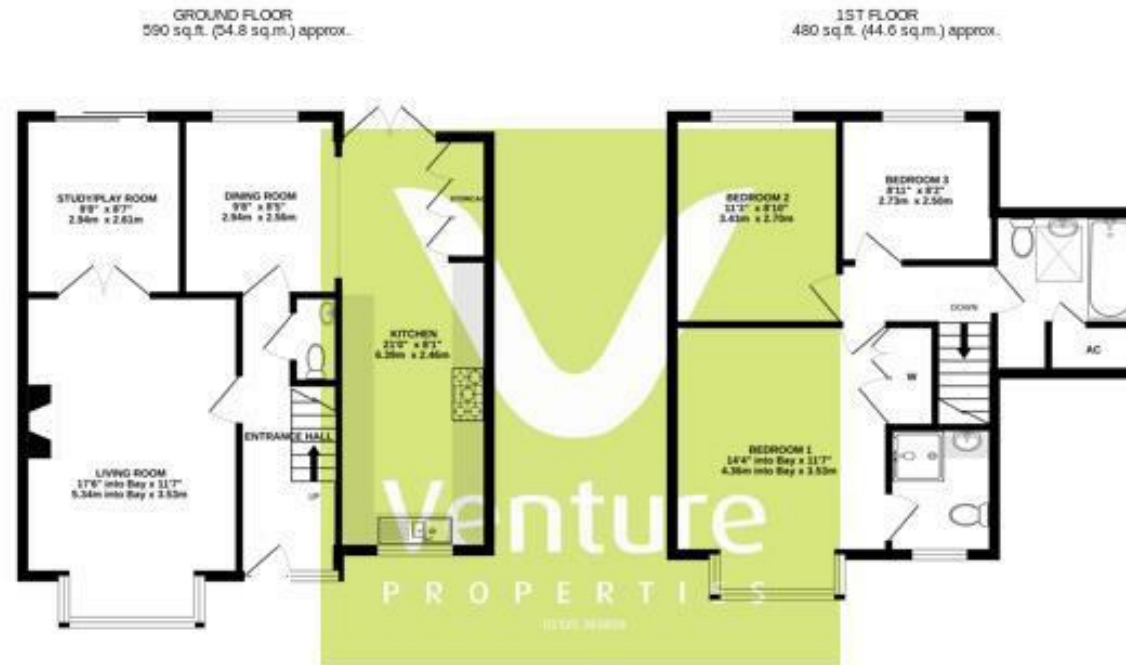 GROUND FLOOR
590 sq.ft. (54.8 sq.m.) approx.
1ST FLOOR
480 sq.ft. (44.6 sq.m.) approx.
STUDY/PLAY ROOM
9'8" x 8'7"
2.94m x 2.61m
DINING ROOM
9'8" x 8'5"
2.94m x 2.56m
KITCHEN
21'0" x 8'1"
6.39m x 2.46m
ENTRANCE HALL
UP
LIVING ROOM
17'6" into Bay x 11'7"
5.34m into Bay x 3.53m
BEDROOM 2
11'2" x 8'10"
3.41m x 2.70m
BEDROOM 3
8'11" x 8'2"
2.73m x 2.50m
DOWN
AC
W
BEDROOM 1
14'4" into Bay x 11'7"
4.36m into Bay x 3.53m
Venture
PROPERTIES